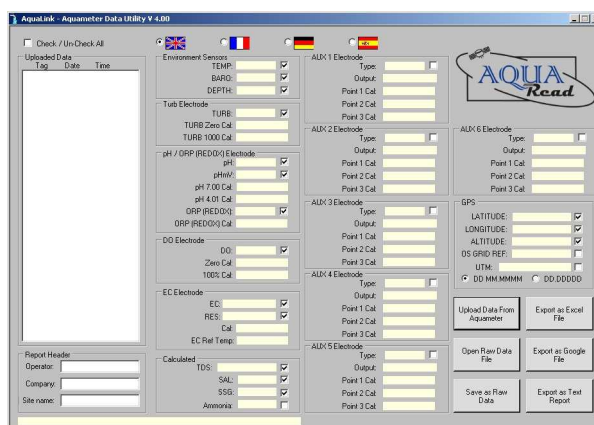 AquaLink - Aquameter Data Utility V 4.00
Check / Un-Check All
Uploaded Data
Tag Date Time
Report Header
Operator:
Company:
Site name:
Environment Sensors
TEMP:
BARO:
DEPTH:
Turb Electrode
TURB:
TURB Zero Cal:
TURB 1000 Cal:
pH / ORP (REDOX) Electrode
pH:
pHmV:
pH 7.00 Cal:
pH 4.01 Cal:
ORP (REDOX):
ORP (REDOX) Cal:
DO Electrode
DO:
Zero Cal:
100% Cal:
EC Electrode
EC:
RES:
Cal:
EC Ref Temp:
Calculated
TDS:
SAL:
SSG:
Ammonia:
AUX 1 Electrode
Type:
Output:
Point 1 Cal:
Point 2 Cal:
Point 3 Cal:
AUX 2 Electrode
Type:
Output:
Point 1 Cal:
Point 2 Cal:
Point 3 Cal:
AUX 3 Electrode
Type:
Output:
Point 1 Cal:
Point 2 Cal:
Point 3 Cal:
AUX 4 Electrode
Type:
Output:
Point 1 Cal:
Point 2 Cal:
Point 3 Cal:
AUX 5 Electrode
Type:
Output:
Point 1 Cal:
Point 2 Cal:
Point 3 Cal:
AQUA
Read
AUX 6 Electrode
Type:
Output:
Point 1 Cal:
Point 2 Cal:
Point 3 Cal:
GPS
LATITUDE:
LONGITUDE:
ALTITUDE:
OS GRID REF:
UTM:
DD MM.MMMM DD.DDDDD
Upload Data From Aquameter
Export as Excel File
Open Raw Data File
Export as Google File
Save as Raw Data
Export as Text Report